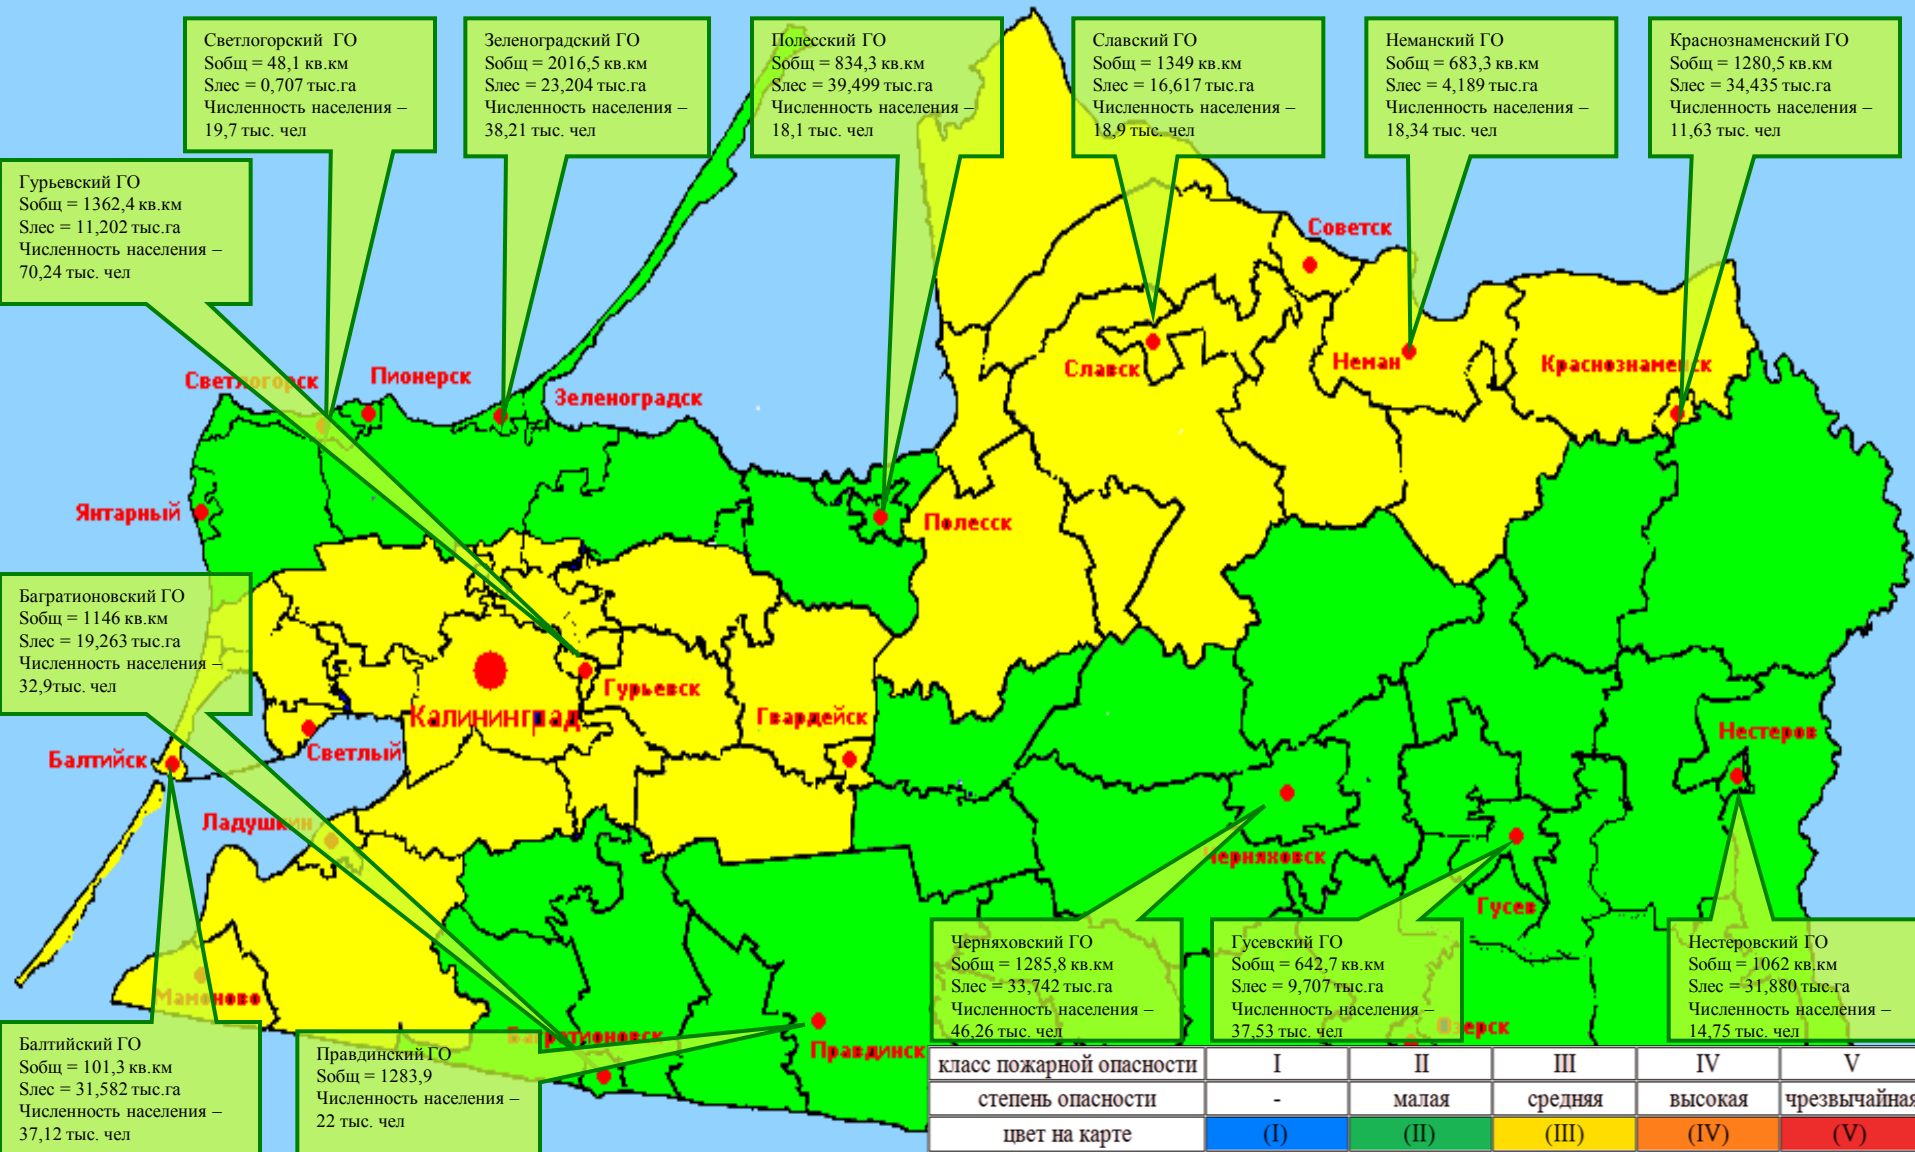 Светлогорский ГО
Sобщ = 48,1 кв.км
Sлес = 0,707 тыс.га
Численность населения –
19,7 тыс. чел
Зеленоградский ГО
Sобщ = 2016,5 кв.км
Sлес = 23,204 тыс.га
Численность населения –
38,21 тыс. чел
Полесский ГО
Sобщ = 834,3 кв.км
Sлес = 39,499 тыс.га
Численность населения –
18,1 тыс. чел
Славский ГО
Sобщ = 1349 кв.км
Sлес = 16,617 тыс.га
Численность населения –
18,9 тыс. чел
Неманский ГО
Sобщ = 683,3 кв.км
Sлес = 4,189 тыс.га
Численность населения –
18,34 тыс. чел
Краснознаменский ГО
Sобщ = 1280,5 кв.км
Sлес = 34,435 тыс.га
Численность населения –
11,63 тыс. чел
Гурьевский ГО
Sобщ = 1362,4 кв.км
Sлес = 11,202 тыс.га
Численность населения –
70,24 тыс. чел
Советск
Славск
Неман
Краснознаменск
Светлогорск
Пионерск
Зеленоградск
Янтарный
Полесск
Багратионовский ГО
Sобщ = 1146 кв.км
Sлес = 19,263 тыс.га
Численность населения –
32,9тыс. чел
Гурьевск
Калининград
Гвардейск
Нестеров
Балтийск
Светлый
Ладушкин
Черняховск
Гусев
Мамоново
Багратионовск
Правдинск
Озерск
Черняховский ГО
Sобщ = 1285,8 кв.км
Sлес = 33,742 тыс.га
Численность населения –
46,26 тыс. чел
Гусевский ГО
Sобщ = 642,7 кв.км
Sлес = 9,707 тыс.га
Численность населения –
37,53 тыс. чел
Нестеровский ГО
Sобщ = 1062 кв.км
Sлес = 31,880 тыс.га
Численность населения –
14,75 тыс. чел
Балтийский ГО
Sобщ = 101,3 кв.км
Sлес = 31,582 тыс.га
Численность населения –
37,12 тыс. чел
Правдинский ГО
Sобщ = 1283,9
Численность населения –
22 тыс. чел
класс пожарной опасности I II III IV V
степень опасности - малая средняя высокая чрезвычайная
цвет на карте (I) (II) (III) (IV) (V)